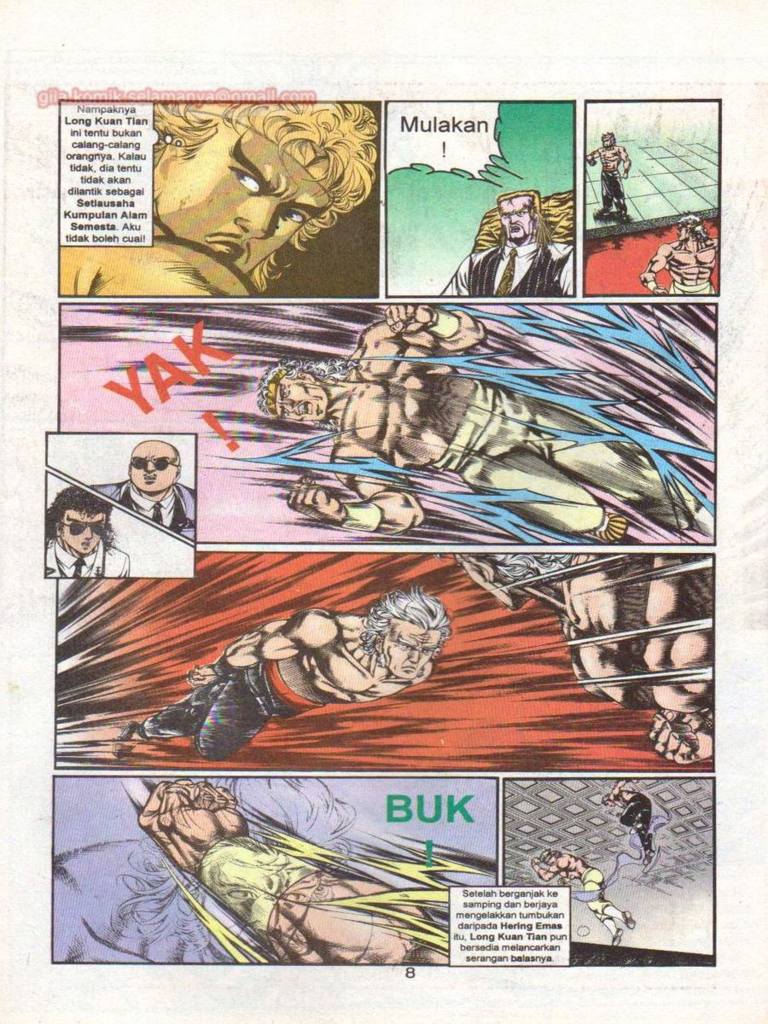 gila.komik.selamanya@gmail.com
Nampaknya
Long Kuan Tian
ini tentu bukan
calang-calang
orangnya. Kalau
tidak, dia tentu
tidak akan
dilantik sebagai
Setiausaha
Kumpulan Alam
Semesta. Aku
tidak boleh cuai!
Mulakan
!
YAK
!
BUK
!
Setelah berganjak ke
samping dan berjaya
mengelakkan tumbukan
daripada Hering Emas
itu, Long Kuan Tian pun
bersedia melancarkan
serangan balasnya.
8